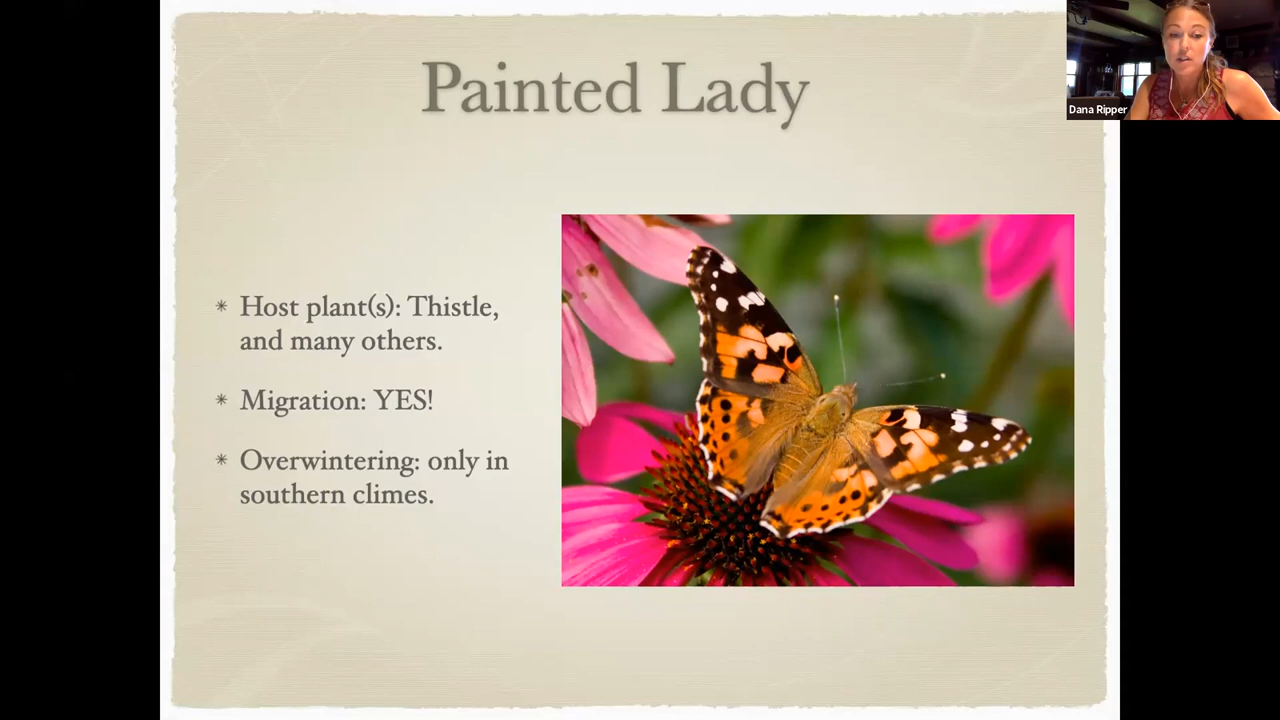 Painted Lady
Dana Ripper
* Host plant(s): Thistle,
and many others.
* Migration: YES!
* Overwintering: only in
southern climes.